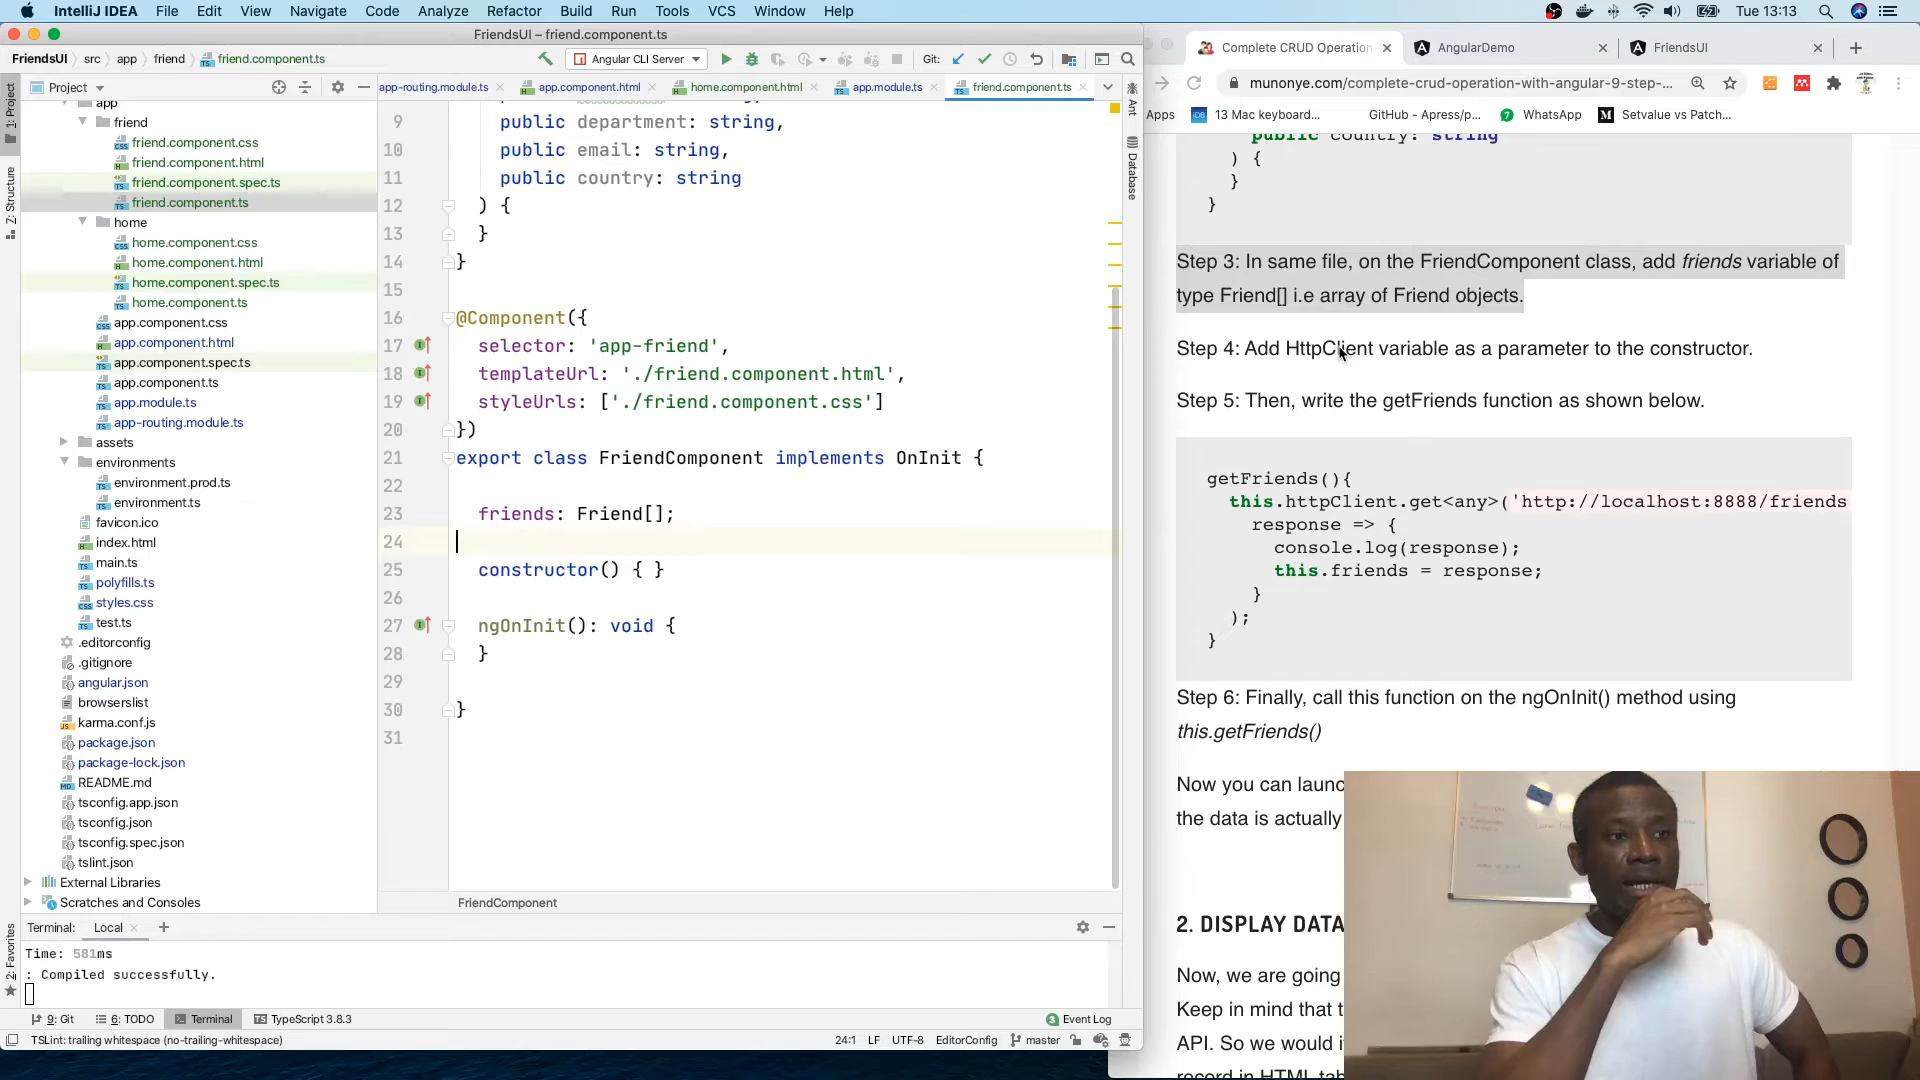 IntelliJ IDEA File Edit View Navigate Code Analyze Refactor Build Run Tools VCS Window Help Tue 13:13
FriendsUI – friend.component.ts
FriendsUI src app friend friend.component.ts Angular CLI Server Git:
Project
app-routing.module.ts app.component.html home.component.html app.module.ts friend.component.ts
1: Project
7: Structure
2: Favorites
Ant
Database
app
friend
friend.component.css
friend.component.html
friend.component.spec.ts
friend.component.ts
home
home.component.css
home.component.html
home.component.spec.ts
home.component.ts
app.component.css
app.component.html
app.component.spec.ts
app.component.ts
app.module.ts
app-routing.module.ts
assets
environments
environment.prod.ts
environment.ts
favicon.ico
index.html
main.ts
polyfills.ts
styles.css
test.ts
.editorconfig
.gitignore
angular.json
browserslist
karma.conf.js
package.json
package-lock.json
README.md
tsconfig.app.json
tsconfig.json
tsconfig.spec.json
tslint.json
External Libraries
Scratches and Consoles
9 public department: string,
10 public email: string,
11 public country: string
12 ) {
13 }
14 }
15
16 @Component({
17 selector: 'app-friend',
18 templateUrl: './friend.component.html',
19 styleUrls: ['./friend.component.css']
20 })
21 export class FriendComponent implements OnInit {
22
23 friends: Friend[];
24
25 constructor() { }
26
27 ngOnInit(): void {
28 }
29
30 }
31
FriendComponent
Terminal: Local
Time: 581ms
: Compiled successfully.
9: Git 6: TODO Terminal TypeScript 3.8.3 3 Event Log
TSLint: trailing whitespace (no-trailing-whitespace) 24:1 LF UTF-8 EditorConfig master
Complete CRUD Operation AngularDemo FriendsUI
munonye.com/complete-crud-operation-with-angular-9-step-...
Apps 13 Mac keyboard... GitHub - Apress/p... WhatsApp Setvalue vs Patch...
public country: string
) {
}
}
Step 3: In same file, on the FriendComponent class, add friends variable of
type Friend[] i.e array of Friend objects.
Step 4: Add HttpClient variable as a parameter to the constructor.
Step 5: Then, write the getFriends function as shown below.
getFriends(){
this.httpClient.get<any>('http://localhost:8888/friends
response => {
console.log(response);
this.friends = response;
}
);
}
Step 6: Finally, call this function on the ngOnInit() method using
this.getFriends()
Now you can launc
the data is actually
2. DISPLAY DATA
Now, we are going
Keep in mind that t
API. So we would i
record in HTML tab